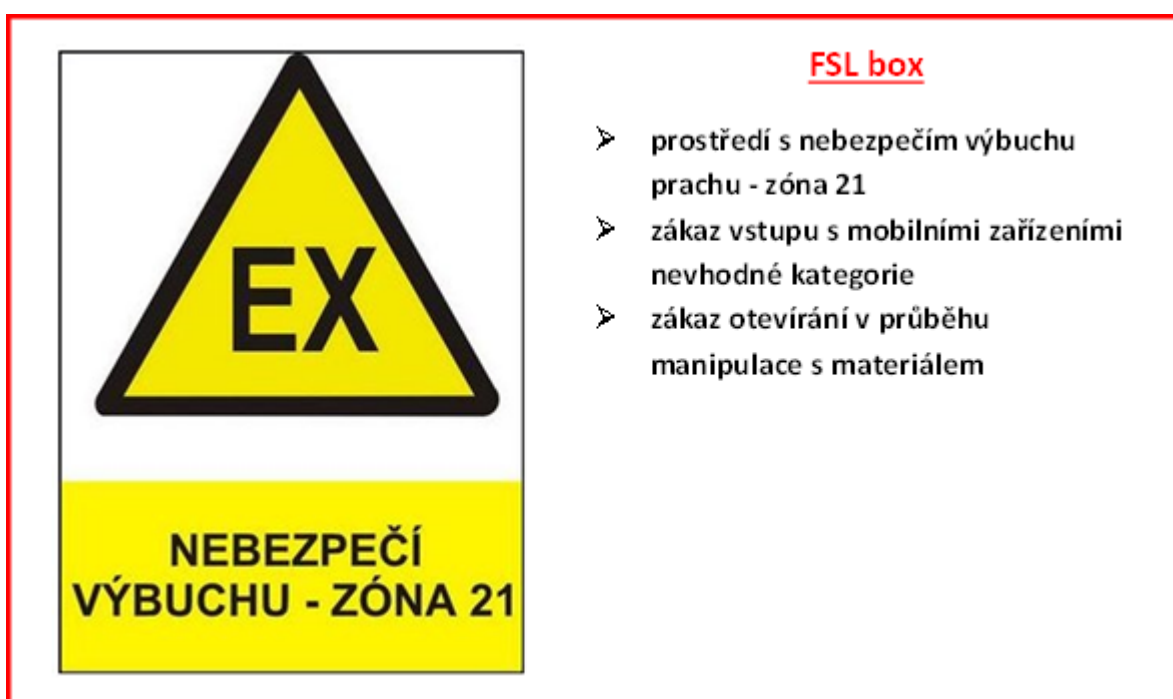 EX
NEBEZPEČÍ
VÝBUCHU - ZÓNA 21
FSL box
prostředí s nebezpečím výbuchu
prachu - zóna 21
zákaz vstupu s mobilními zařízeními
nevhodné kategorie
zákaz otevírání v průběhu
manipulace s materiálem